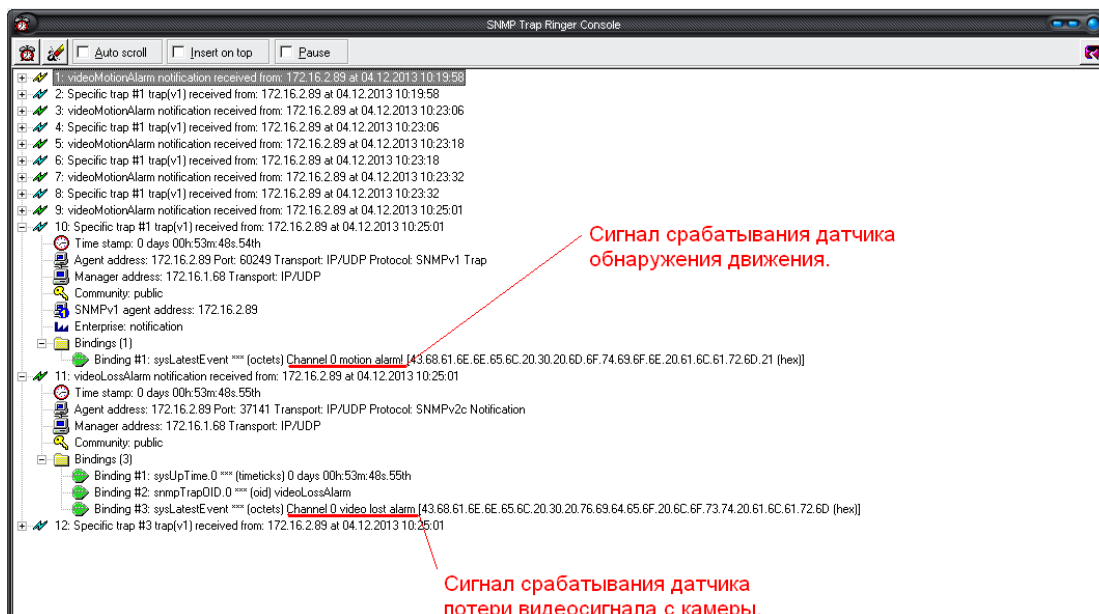 SNMP Trap Ringer Console
Auto scroll Insert on top Pause
1: videoMotionAlarm notification received from: 172.16.2.89 at 04.12.2013 10:19:58
2: Specific trap #1 trap(v1) received from: 172.16.2.89 at 04.12.2013 10:19:58
3: videoMotionAlarm notification received from: 172.16.2.89 at 04.12.2013 10:23:06
4: Specific trap #1 trap(v1) received from: 172.16.2.89 at 04.12.2013 10:23:06
5: videoMotionAlarm notification received from: 172.16.2.89 at 04.12.2013 10:23:18
6: Specific trap #1 trap(v1) received from: 172.16.2.89 at 04.12.2013 10:23:18
7: videoMotionAlarm notification received from: 172.16.2.89 at 04.12.2013 10:23:32
8: Specific trap #1 trap(v1) received from: 172.16.2.89 at 04.12.2013 10:23:32
9: videoMotionAlarm notification received from: 172.16.2.89 at 04.12.2013 10:25:01
10: Specific trap #1 trap(v1) received from: 172.16.2.89 at 04.12.2013 10:25:01
Time stamp: 0 days 00h:53m:48s.54th
Agent address: 172.16.2.89 Port: 60249 Transport: IP/UDP Protocol: SNMPv1 Trap
Manager address: 172.16.1.68 Transport: IP/UDP
Community: public
SNMPv1 agent address: 172.16.2.89
Enterprise: notification
Bindings (1)
Binding #1: sysLatestEvent *** (octets) Channel 0 motion alarm! [43.68.61.6E.6E.65.6C.20.30.20.6D.6F.74.69.6F.6E.20.61.6C.61.72.6D.21 (hex)]
Сигнал срабатывания датчика
обнаружения движения.
11: videoLossAlarm notification received from: 172.16.2.89 at 04.12.2013 10:25:01
Time stamp: 0 days 00h:53m:48s.55th
Agent address: 172.16.2.89 Port: 37141 Transport: IP/UDP Protocol: SNMPv2c Notification
Manager address: 172.16.1.68 Transport: IP/UDP
Community: public
Bindings (3)
Binding #1: sysUpTime.0 *** (timeticks) 0 days 00h:53m:48s.55th
Binding #2: snmpTrapOID.0 *** (oid) videoLossAlarm
Binding #3: sysLatestEvent *** (octets) Channel 0 video lost alarm [43.68.61.6E.6E.65.6C.20.30.20.76.69.64.65.6F.20.6C.6F.73.74.20.61.6C.61.72.6D (hex)]
12: Specific trap #3 trap(v1) received from: 172.16.2.89 at 04.12.2013 10:25:01
Сигнал срабатывания датчика
потери видеосигнала с камеры.